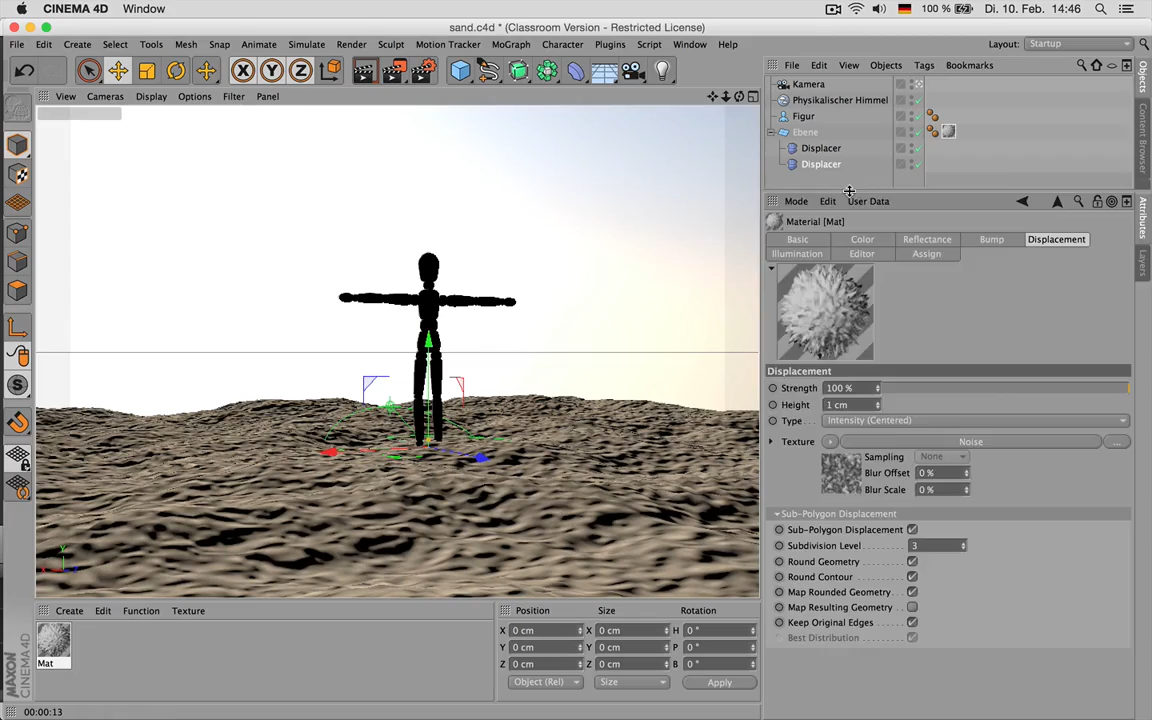 CINEMA 4D Window 100 % Di. 10. Feb. 14:46
sand.c4d * (Classroom Version - Restricted License)
File Edit Create Select Tools Mesh Snap Animate Simulate Render Sculpt Motion Tracker MoGraph Character Plugins Script Window Help Layout: Startup
X Y Z
File Edit View Objects Tags Bookmarks
View Cameras Display Options Filter Panel
Kamera
Physikalischer Himmel
Figur
Ebene
Displacer
Displacer
Objects
Content Browser
Attributes
Layers
Mode Edit User Data
Material [Mat]
Basic Color Reflectance Bump Displacement
Illumination Editor Assign
Displacement
Strength 100 %
Height 1 cm
Type Intensity (Centered)
Texture Noise ...
Sampling None
Blur Offset 0 %
Blur Scale 0 %
Sub-Polygon Displacement
Sub-Polygon Displacement
Subdivision Level 3
Round Geometry
Round Contour
Map Rounded Geometry
Map Resulting Geometry
Keep Original Edges
Best Distribution
Y
Create Edit Function Texture
Mat
Position Size Rotation
X 0 cm X 0 cm H 0 °
Y 0 cm Y 0 cm P 0 °
Z 0 cm Z 0 cm B 0 °
Object (Rel) Size Apply
MAXON
CINEMA 4D
00:00:13